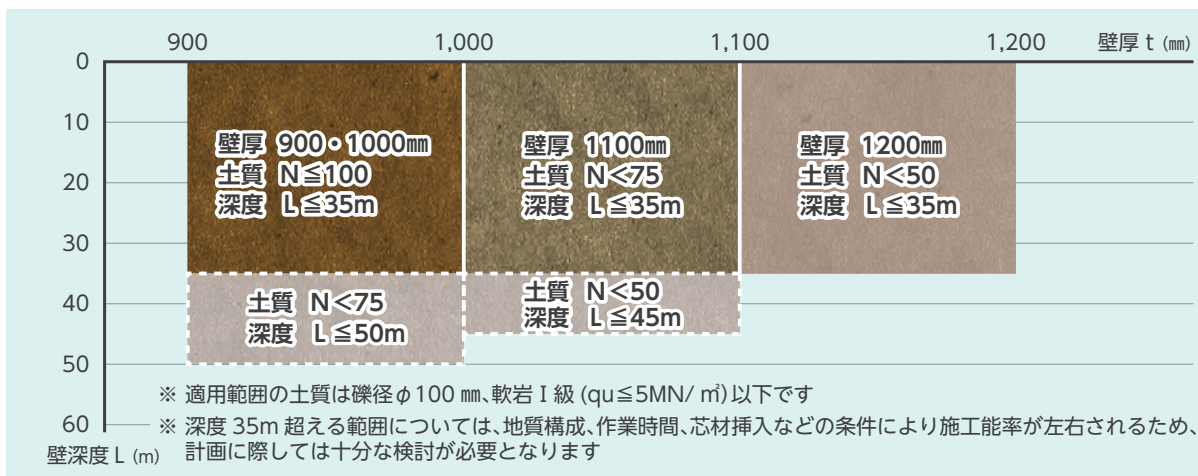 900 1,000 1,100 1,200 壁厚 t (㎜)
0
10
20
30
40
50
60
壁深度 L (m)
壁厚 900・1000㎜
土質 N≦100
深度 L≦35m
壁厚 1100㎜
土質 N<75
深度 L≦35m
壁厚 1200㎜
土質 N<50
深度 L≦35m
土質 N<75
深度 L≦50m
土質 N<50
深度 L≦45m
※ 適用範囲の土質は礫径φ100 ㎜、軟岩Ⅰ級 (qu≦5MN/ ㎡)以下です
※ 深度 35m 超える範囲については、地質構成、作業時間、芯材挿入などの条件により施工能率が左右されるため、
計画に際しては十分な検討が必要となります